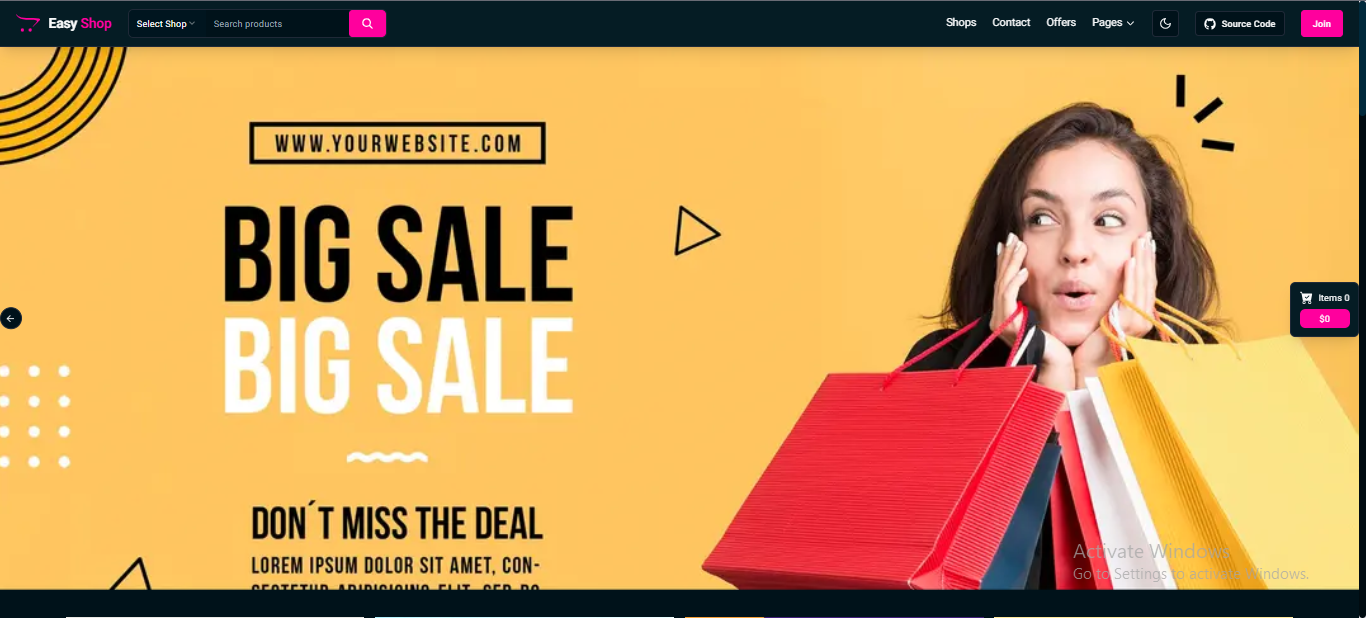 Easy Shop
Select Shop
Search products
Shops
Contact
Offers
Pages
Source Code
Join
WWW.YOURWEBSITE.COM
BIG SALE
BIG SALE
Items 0
$0
DON´T MISS THE DEAL
LOREM IPSUM DOLOR SIT AMET, CON-
Activate Windows
Go to Settings to activate Windows.